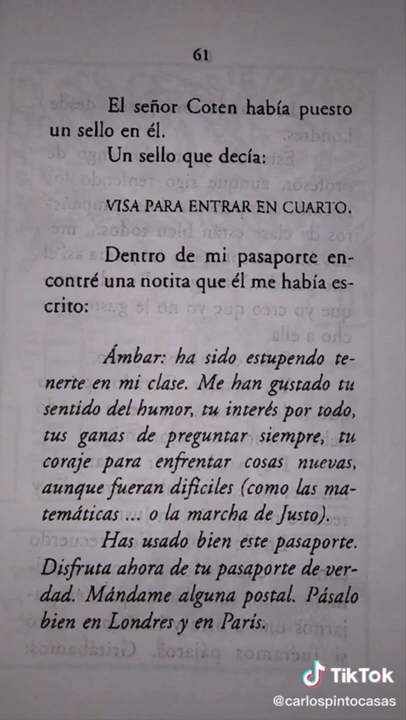 61
El señor Coten había puesto
un sello en él.
Un sello que decía:
VISA PARA ENTRAR EN CUARTO.
Dentro de mi pasaporte en-
contré una notita que él me había es-
crito:
Ámbar: ha sido estupendo te-
nerte en mi clase. Me han gustado tu
sentido del humor, tu interés por todo,
tus ganas de preguntar siempre, tu
coraje para enfrentar cosas nuevas,
aunque fueran difíciles (como las ma-
temáticas ... o la marcha de Justo).
Has usado bien este pasaporte.
Disfruta ahora de tu pasaporte de ver-
dad. Mándame alguna postal. Pásalo
bien en Londres y en París.
TikTok
@carlospintocasas